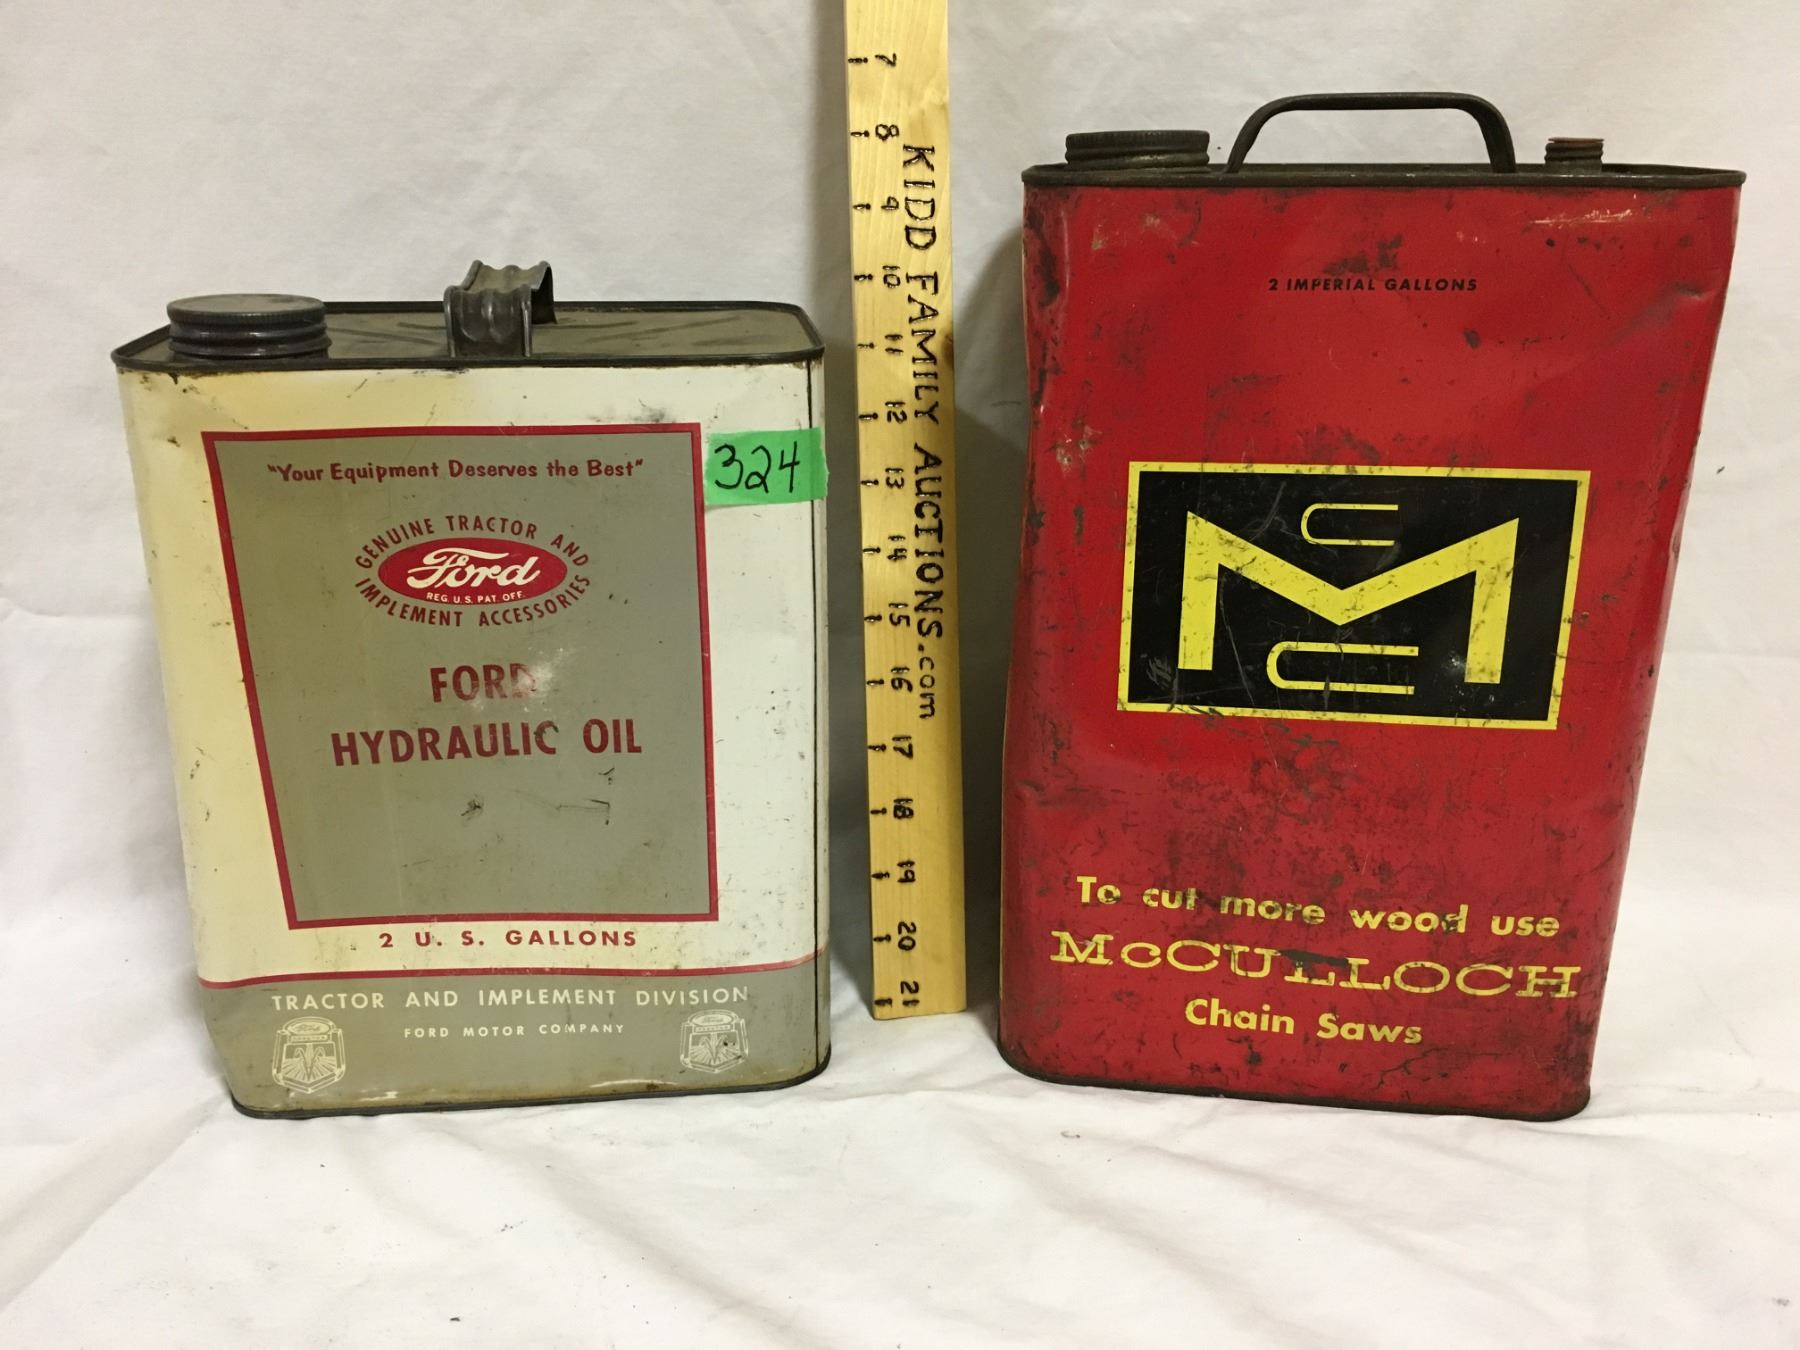 "Your Equipment Deserves the Best"
GENUINE TRACTOR AND
Ford
REG. U.S. PAT. OFF.
IMPLEMENT ACCESSORIES
FORD
HYDRAULIC OIL
2 U. S. GALLONS
TRACTOR AND IMPLEMENT DIVISION
FORD MOTOR COMPANY
324
7
8
9
10
11
12
13
14
15
16
17
18
19
20
21
KIDD FAMILY AUCTIONS.com
2 IMPERIAL GALLONS
M
To cut more wood use
McCULLOCH
Chain Saws